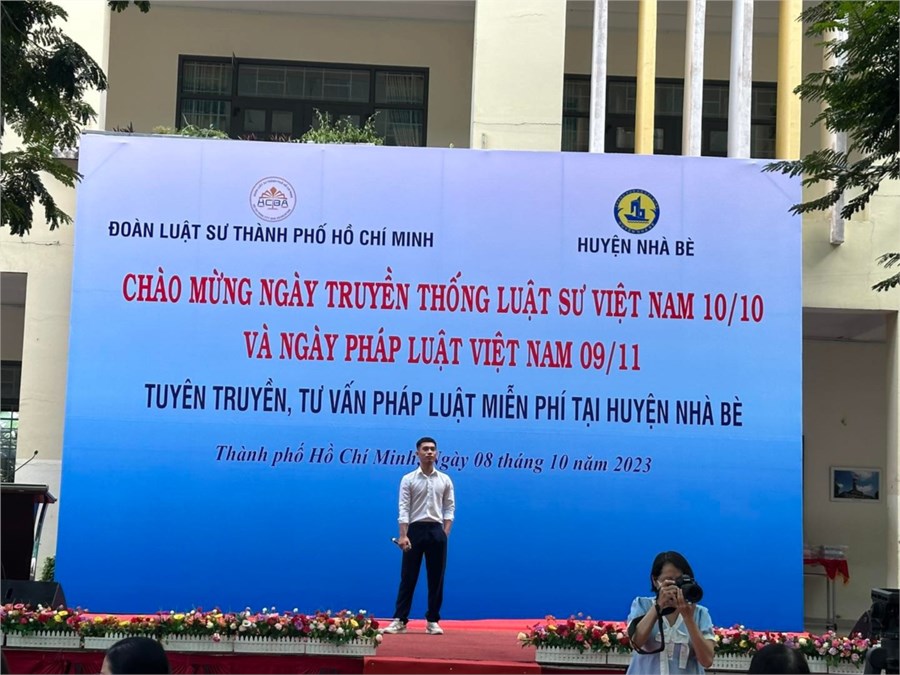 HCBA
ĐOÀN LUẬT SƯ THÀNH PHỐ HỒ CHÍ MINH
HUYỆN NHÀ BÈ
CHÀO MỪNG NGÀY TRUYỀN THỐNG LUẬT SƯ VIỆT NAM 10/10
VÀ NGÀY PHÁP LUẬT VIỆT NAM 09/11
TUYÊN TRUYỀN, TƯ VẤN PHÁP LUẬT MIỄN PHÍ TẠI HUYỆN NHÀ BÈ
Thành phố Hồ Chí Minh, Ngày 08 tháng 10 năm 2023